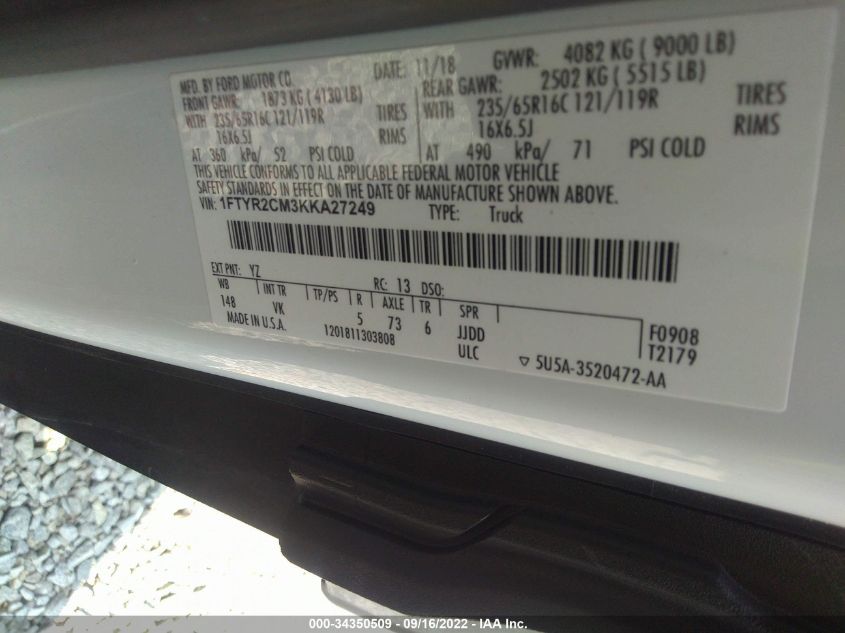 MFD. BY FORD MOTOR CO.
DATE: 11/18
GVWR: 4082 KG ( 9000 LB)
FRONT GAWR: 1873 KG ( 4130 LB)
REAR GAWR: 2502 KG ( 5515 LB)
WITH 235/65R16C 121/119R TIRES
WITH 235/65R16C 121/119R TIRES
16X6.5J RIMS
16X6.5J RIMS
AT 360 kPa/ 52 PSI COLD
AT 490 kPa/ 71 PSI COLD
THIS VEHICLE CONFORMS TO ALL APPLICABLE FEDERAL MOTOR VEHICLE
SAFETY STANDARDS IN EFFECT ON THE DATE OF MANUFACTURE SHOWN ABOVE.
VIN: 1FTYR2CM3KKA27249 TYPE: Truck
EXT PNT: YZ RC: 13 DSO:
WB INT TR TP/PS R AXLE TR SPR
148 VK 5 73 6 JJDD F0908
MADE IN U.S.A. 1201811303808 ULC T2179
▽ 5U5A-3520472-AA
000-34350509 - 09/16/2022 - IAAI Inc.